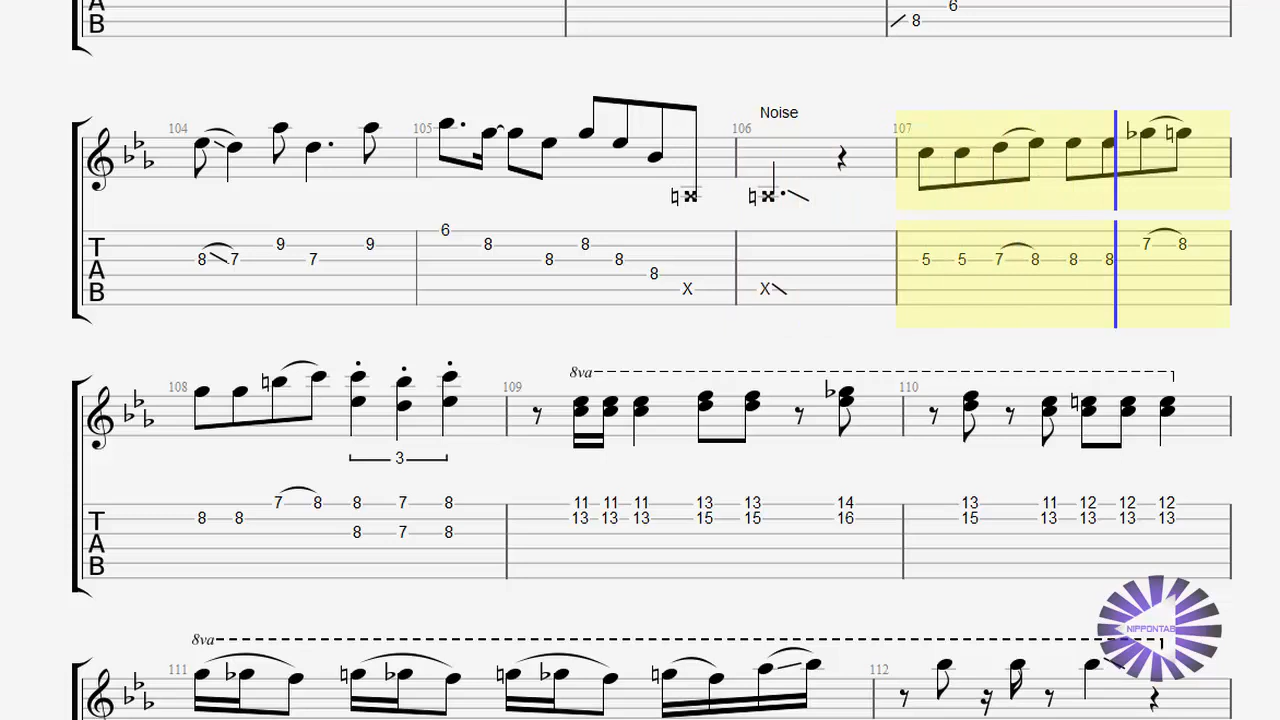 A
B
6
8
104
105
106
Noise
107
T
A
B
8 7 9 7 9
6 8 8 8 8 8 X
X
5 5 7 8 8 8 7 8
108
3
109
8va
110
T
A
B
8 8 7 8 8 7 8
8 7 8
11 11 11 13 13 14
13 13 13 15 15 16
13 11 12 12 12
15 13 13 13 13
NIPPONTAB
8va
111
112